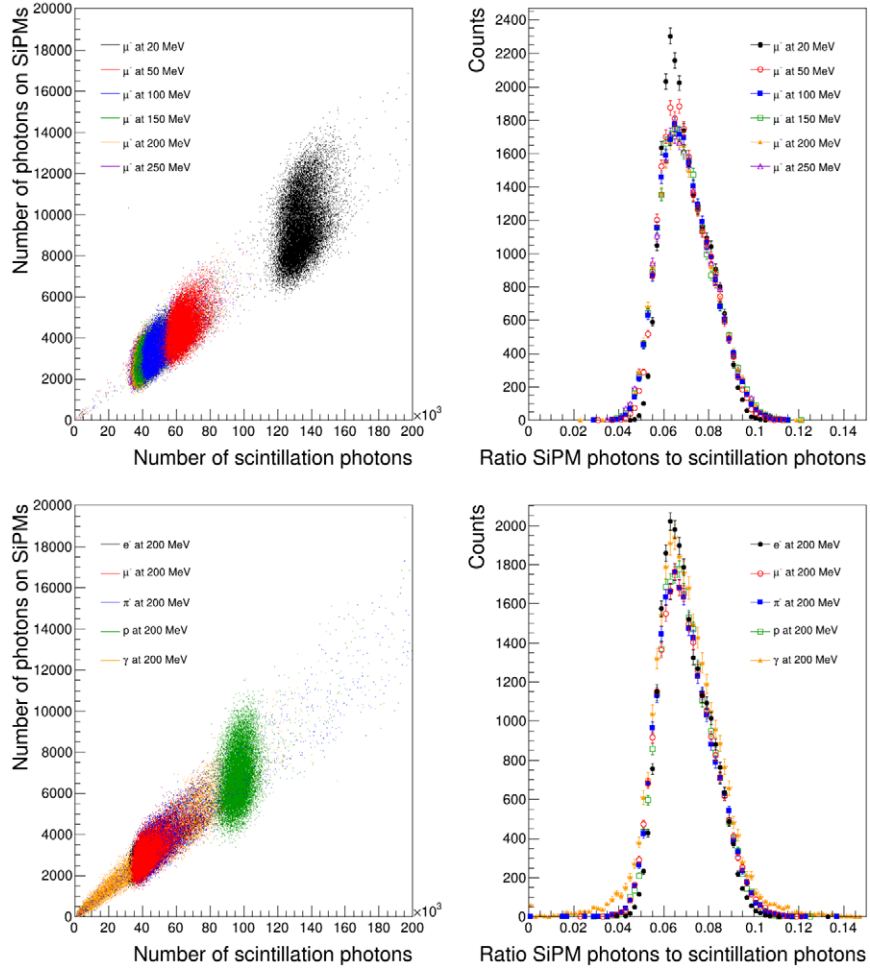 Number of photons on SiPMs
20000
18000
16000
14000
12000
10000
8000
6000
4000
2000
0
μ⁻ at 20 MeV
μ⁻ at 50 MeV
μ⁻ at 100 MeV
μ⁻ at 150 MeV
μ⁻ at 200 MeV
μ⁻ at 250 MeV
0 20 40 60 80 100 120 140 160 180 200
×10³
Number of scintillation photons
Counts
2400
2200
2000
1800
1600
1400
1200
1000
800
600
400
200
0
μ⁻ at 20 MeV
μ⁻ at 50 MeV
μ⁻ at 100 MeV
μ⁻ at 150 MeV
μ⁻ at 200 MeV
μ⁻ at 250 MeV
0 0.02 0.04 0.06 0.08 0.1 0.12 0.14
Ratio SiPM photons to scintillation photons
Number of photons on SiPMs
20000
18000
16000
14000
12000
10000
8000
6000
4000
2000
0
e⁻ at 200 MeV
μ⁻ at 200 MeV
π⁻ at 200 MeV
p at 200 MeV
γ at 200 MeV
0 20 40 60 80 100 120 140 160 180 200
×10³
Number of scintillation photons
Counts
2000
1800
1600
1400
1200
1000
800
600
400
200
0
e⁻ at 200 MeV
μ⁻ at 200 MeV
π⁻ at 200 MeV
p at 200 MeV
γ at 200 MeV
0 0.02 0.04 0.06 0.08 0.1 0.12 0.14
Ratio SiPM photons to scintillation photons